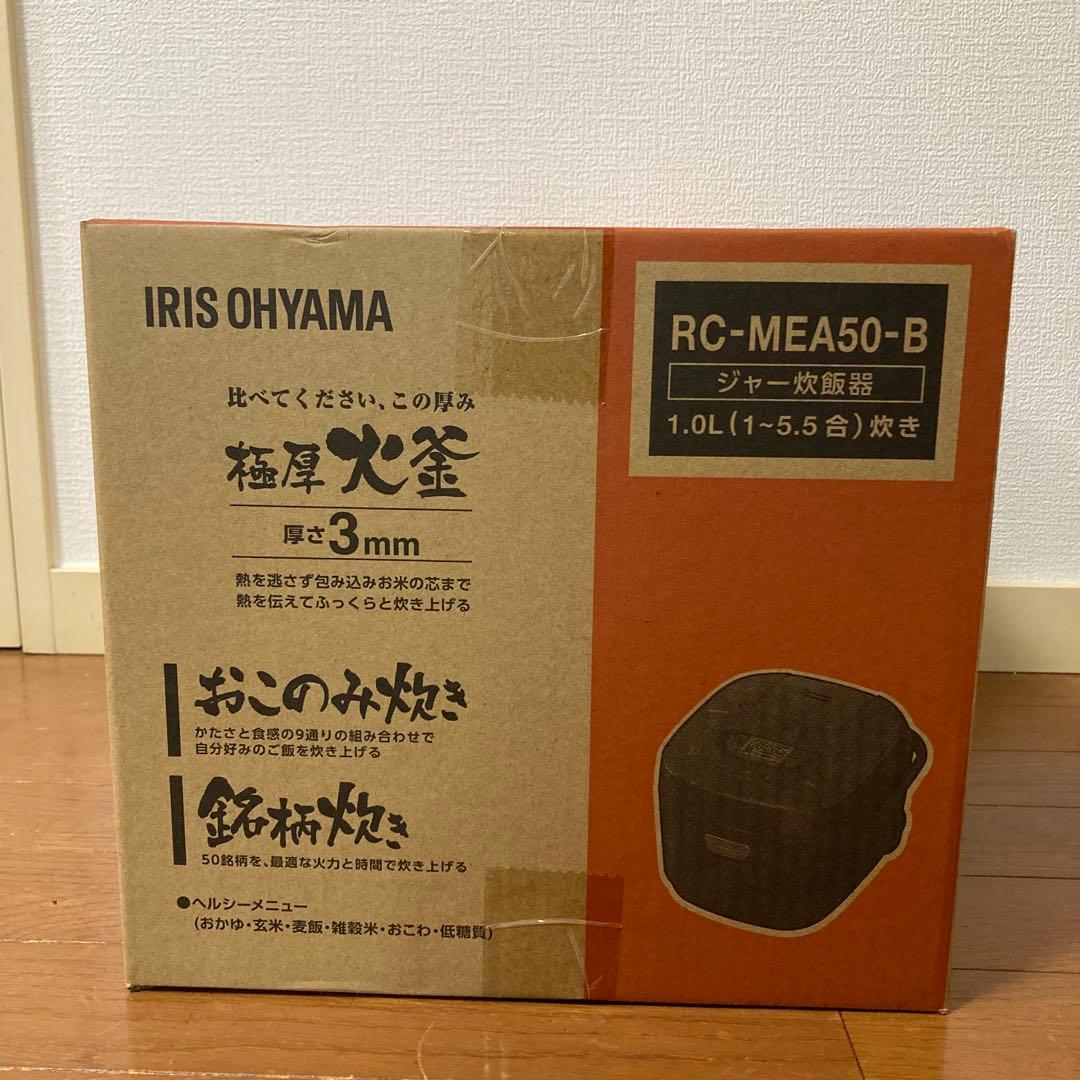 IRIS OHYAMA
比べてください、この厚み
極厚火釜
厚さ3mm
熱を逃さず包み込みお米の芯まで
熱を伝えてふっくらと炊き上げる
おこのみ炊き
かたさと食感の9通りの組み合わせで
自分好みのご飯を炊き上げる
銘柄炊き
50銘柄を、最適な火力と時間で炊き上げる
●ヘルシーメニュー
(おかゆ・玄米・麦飯・雑穀米・おこわ・低糖質)
RC-MEA50-B
ジャー炊飯器
1.0L(1~5.5合)炊き